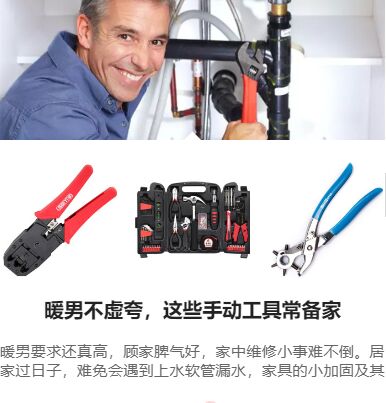 暖男不虚夸，这些手动工具常备家
暖男要求还真高，顾家脾气好，家中维修小事难不倒。居
家过日子，难免会遇到上水软管漏水，家具的小加固及其